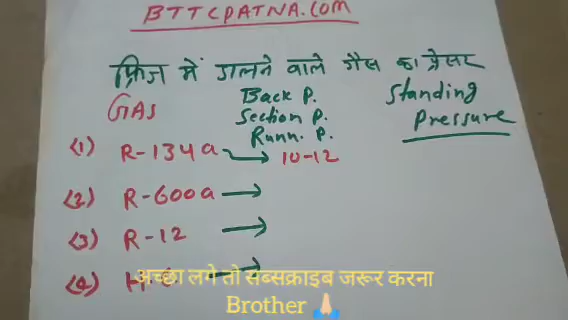 BTTCPATNA.COM
फ्रिज में डालने वाले गैस का प्रेसर
GAS
Back P.
Section P.
Runn. P.
Standing
Pressure
(1) R-134a → 10-12
(2) R-600a →
(3) R-12 →
(4) →
अच्छा लगे तो सब्सक्राइब जरूर करना
Brother 🙏🏻